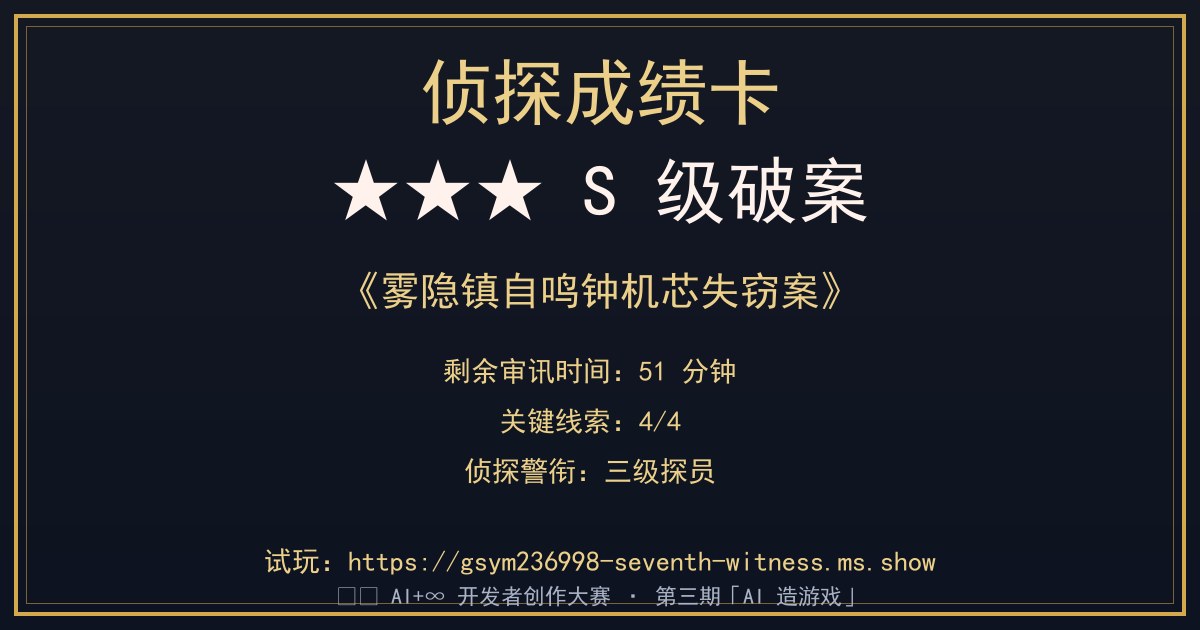 侦探成绩卡
★★★ S 级破案
《雾隐镇自鸣钟机芯失窃案》
剩余审讯时间：51 分钟
关键线索：4/4
侦探警衔：三级探员
试玩：https://gsym236998-seventh-witness.ms.show
□□ AI+∞ 开发者创作大赛 · 第三期「AI 造游戏」